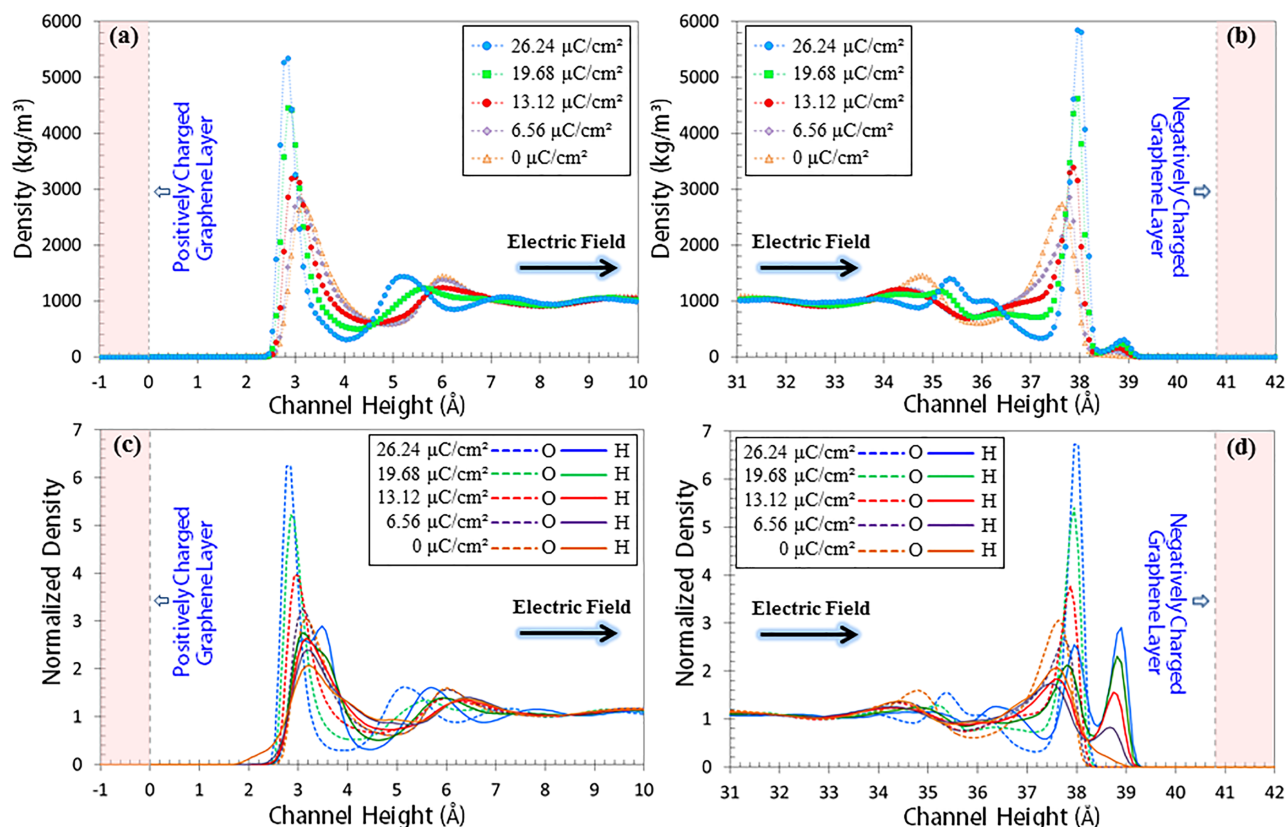 (a)
26.24 µC/cm²
19.68 µC/cm²
13.12 µC/cm²
6.56 µC/cm²
0 µC/cm²
6000
5000
4000
3000
2000
1000
0
Density (kg/m³)
Positively Charged
Graphene Layer
Electric Field
-1 0 1 2 3 4 5 6 7 8 9 10
Channel Height (Å)
(b)
26.24 µC/cm²
19.68 µC/cm²
13.12 µC/cm²
6.56 µC/cm²
0 µC/cm²
6000
5000
4000
3000
2000
1000
0
Density (kg/m³)
Negatively Charged
Graphene Layer
Electric Field
31 32 33 34 35 36 37 38 39 40 41 42
Channel Height (Å)
(c)
26.24 µC/cm² O H
19.68 µC/cm² O H
13.12 µC/cm² O H
6.56 µC/cm² O H
0 µC/cm² O H
7
6
5
4
3
2
1
0
Normalized Density
Positively Charged
Graphene Layer
Electric Field
-1 0 1 2 3 4 5 6 7 8 9 10
Channel Height (Å)
(d)
26.24 µC/cm² O H
19.68 µC/cm² O H
13.12 µC/cm² O H
6.56 µC/cm² O H
0 µC/cm² O H
7
6
5
4
3
2
1
0
Normalized Density
Negatively Charged
Graphene Layer
Electric Field
31 32 33 34 35 36 37 38 39 40 41 42
Channel Height (Å)